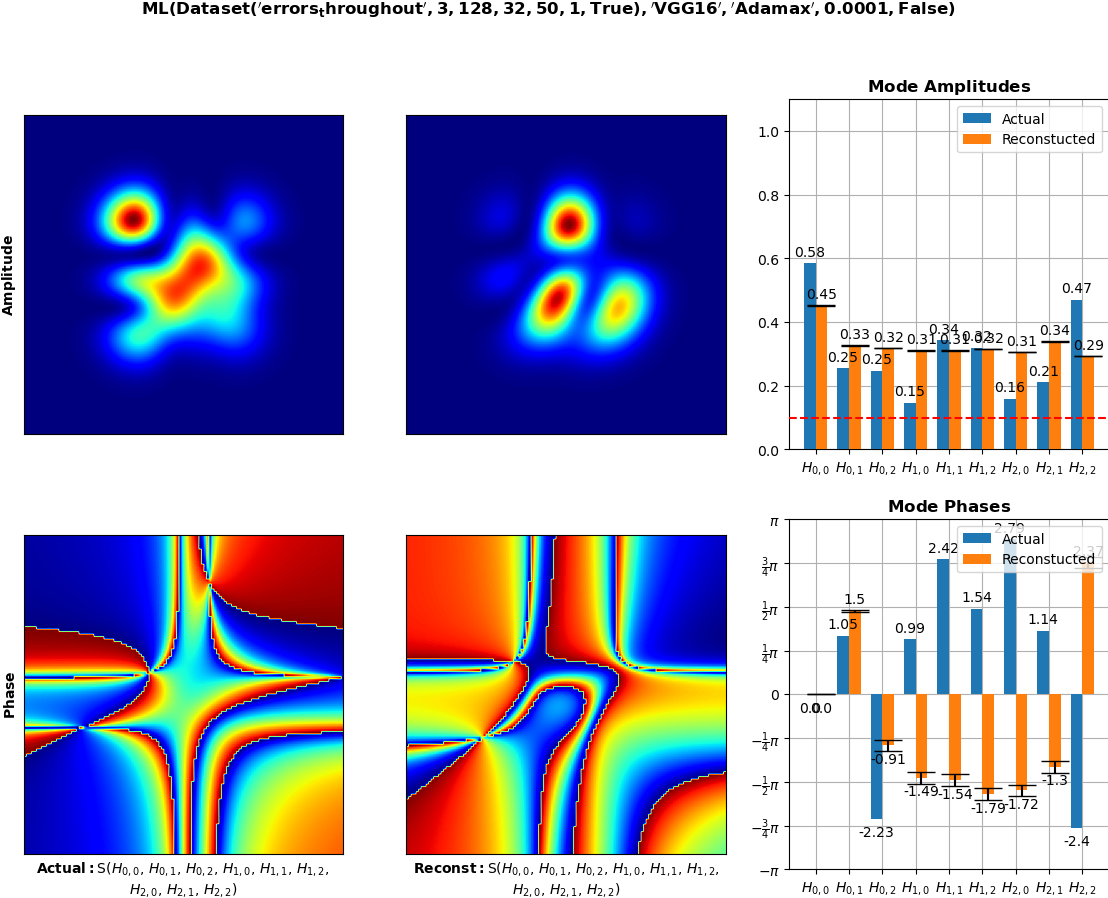 ML(Dataset('errors_throughout', 3, 128, 32, 50, 1, True), 'VGG16', 'Adamax', 0.0001, False)
Amplitude
Mode Amplitudes
Actual
Reconstucted
1.0
0.8
0.6
0.4
0.2
0.0
0.58
0.45
0.25
0.33
0.25
0.32
0.15
0.31
0.34
0.31
0.32
0.32
0.16
0.31
0.21
0.34
0.47
0.29
H0,0 H0,1 H0,2 H1,0 H1,1 H1,2 H2,0 H2,1 H2,2
Phase
Mode Phases
Actual
Reconstucted
π
3/4π
1/2π
1/4π
0
−1/4π
−1/2π
−3/4π
−π
0.0
0.0
1.05
1.5
-2.23
-0.91
0.99
-1.49
2.42
-1.54
1.54
-1.79
2.79
-1.72
1.14
-1.3
-2.4
2.37
H0,0 H0,1 H0,2 H1,0 H1,1 H1,2 H2,0 H2,1 H2,2
Actual: S(H0,0, H0,1, H0,2, H1,0, H1,1, H1,2,
H2,0, H2,1, H2,2)
Reconst: S(H0,0, H0,1, H0,2, H1,0, H1,1, H1,2,
H2,0, H2,1, H2,2)